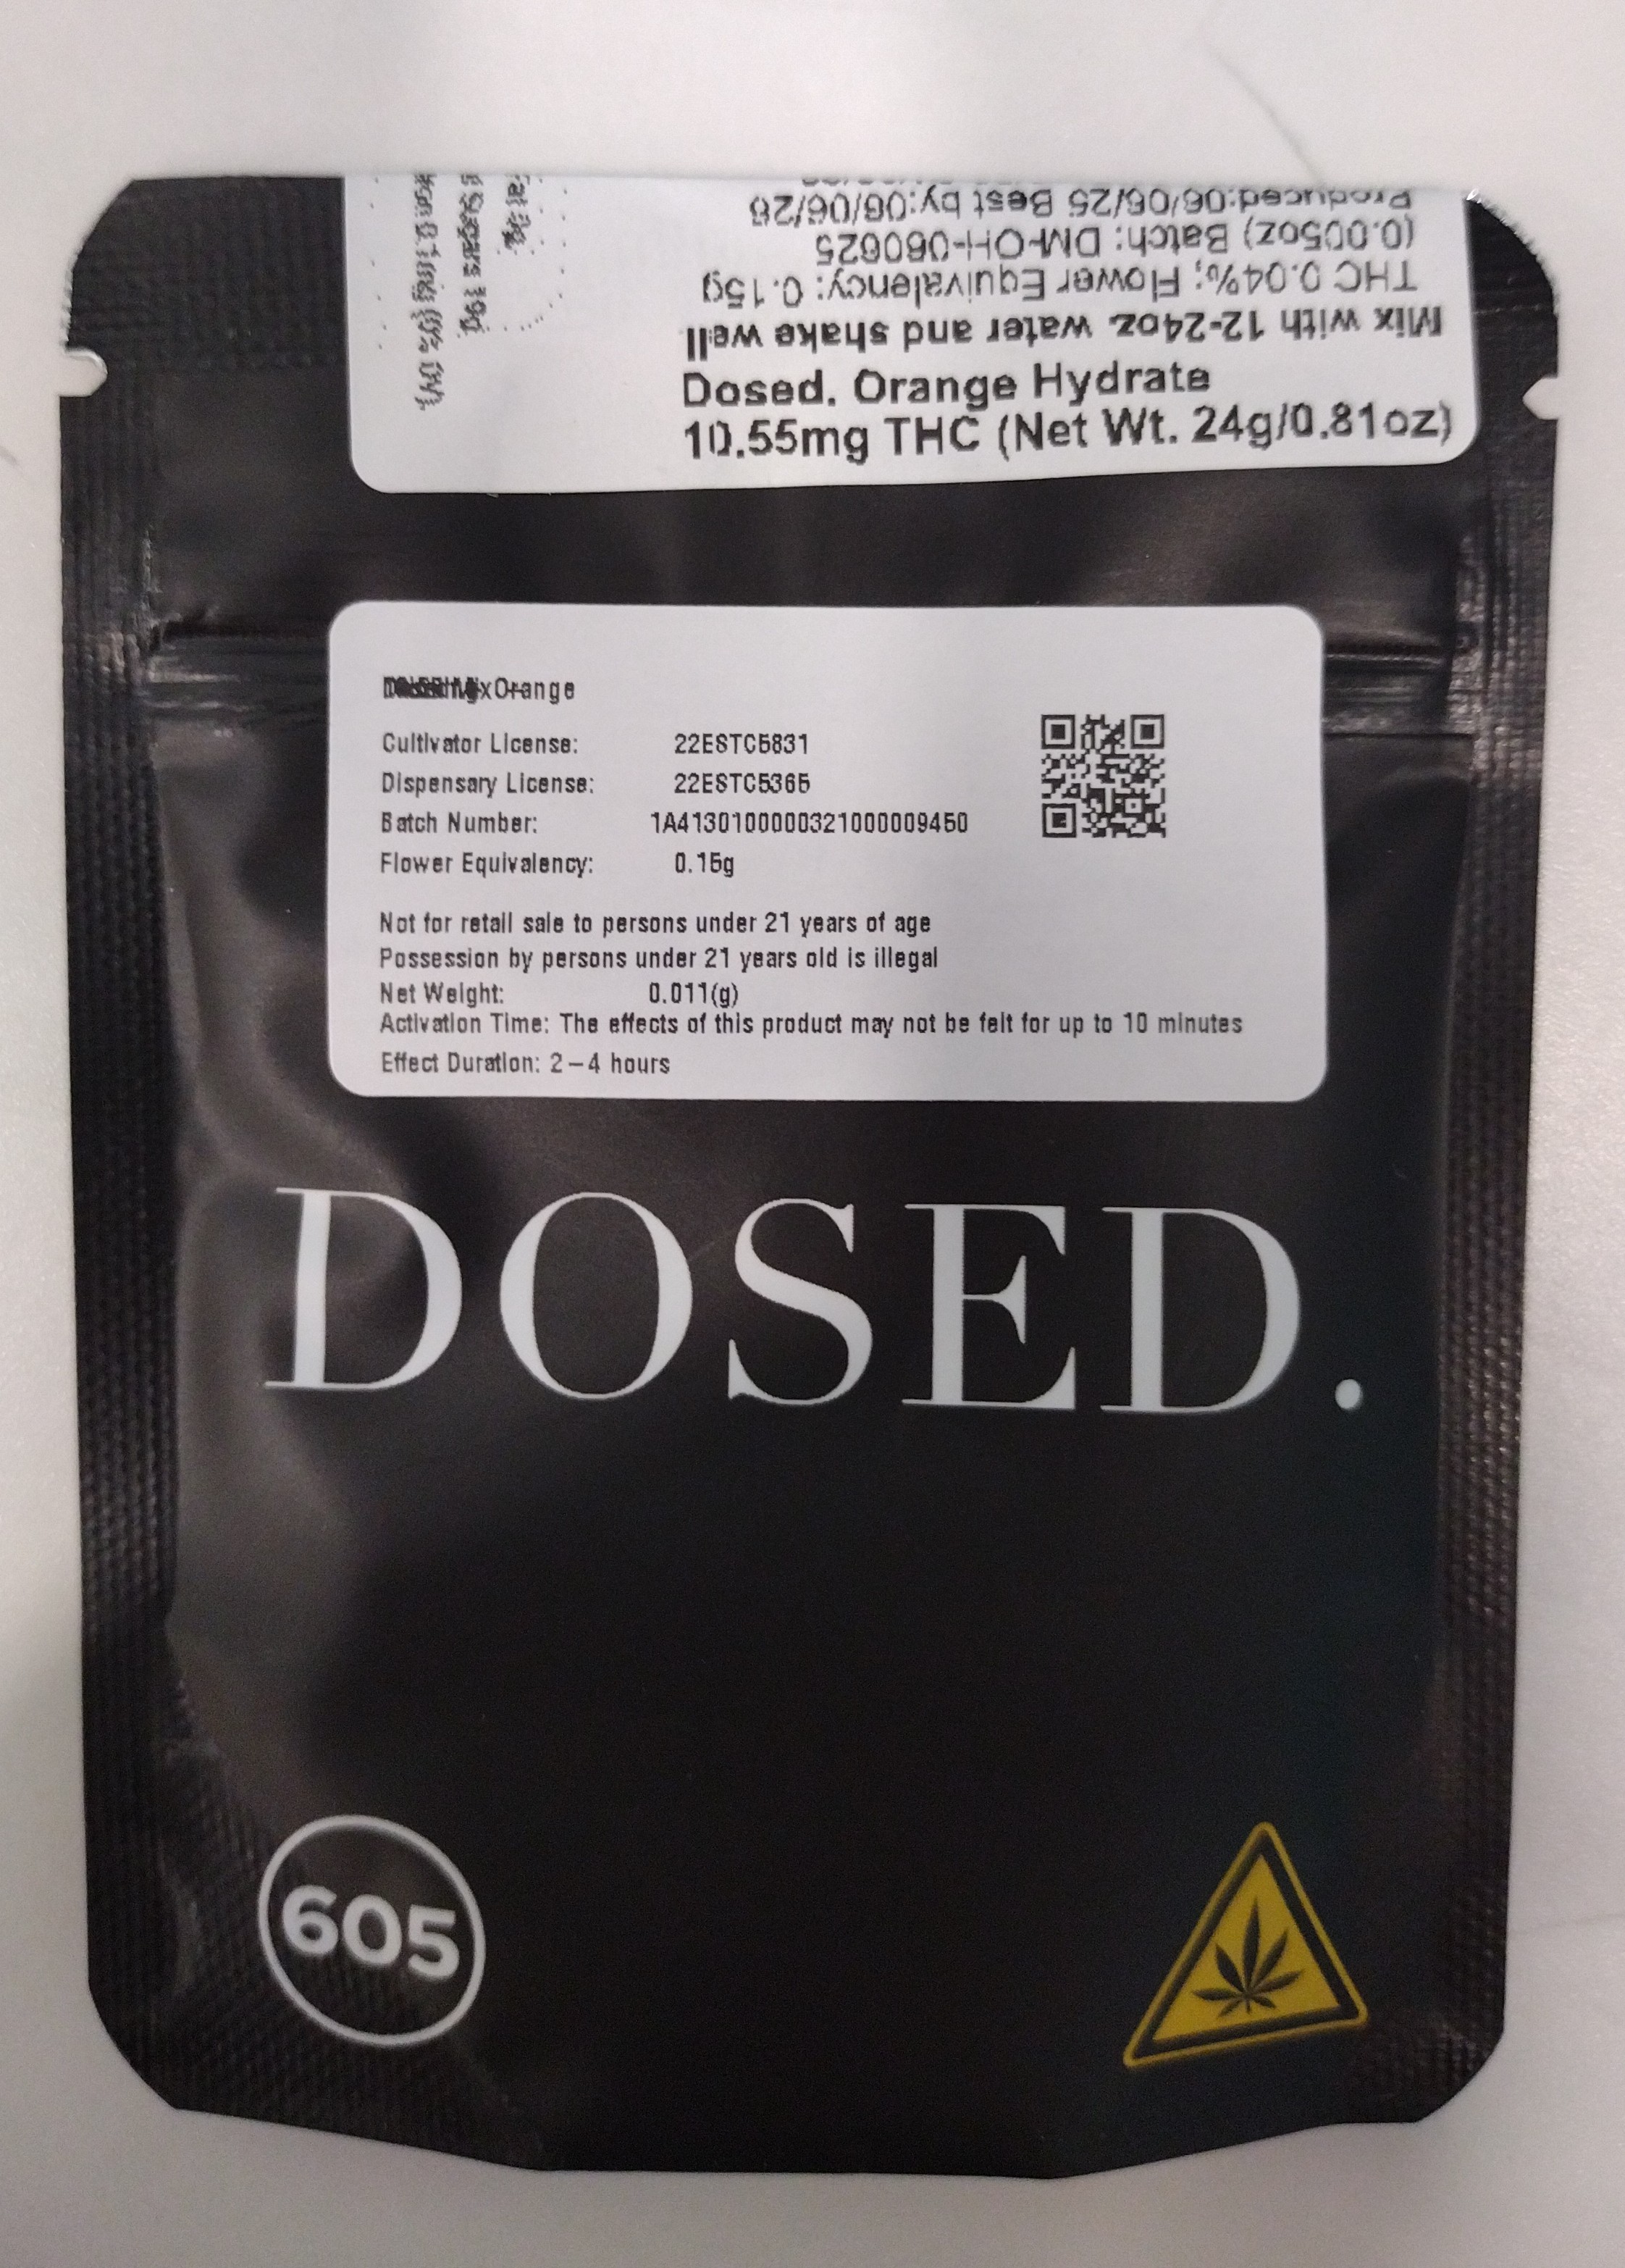 Dosed. Orange Hydrate
10.55mg THC (Net Wt. 24g/0.81oz)
Mix with 12-24oz water and shake well
THC 0.04%; Flower Equivalency: 0.15g
(0.005oz) Batch: DM-OH-060625
Produced:06/06/25 Best by:06/06/26
Orange
Cultivator License: 22ESTC5831
Dispensary License: 22ESTC5365
Batch Number: 1A4130100000321000009450
Flower Equivalency: 0.15g
Not for retail sale to persons under 21 years of age
Possession by persons under 21 years old is illegal
Net Weight: 0.011(g)
Activation Time: The effects of this product may not be felt for up to 10 minutes
Effect Duration: 2-4 hours
DOSED.
605